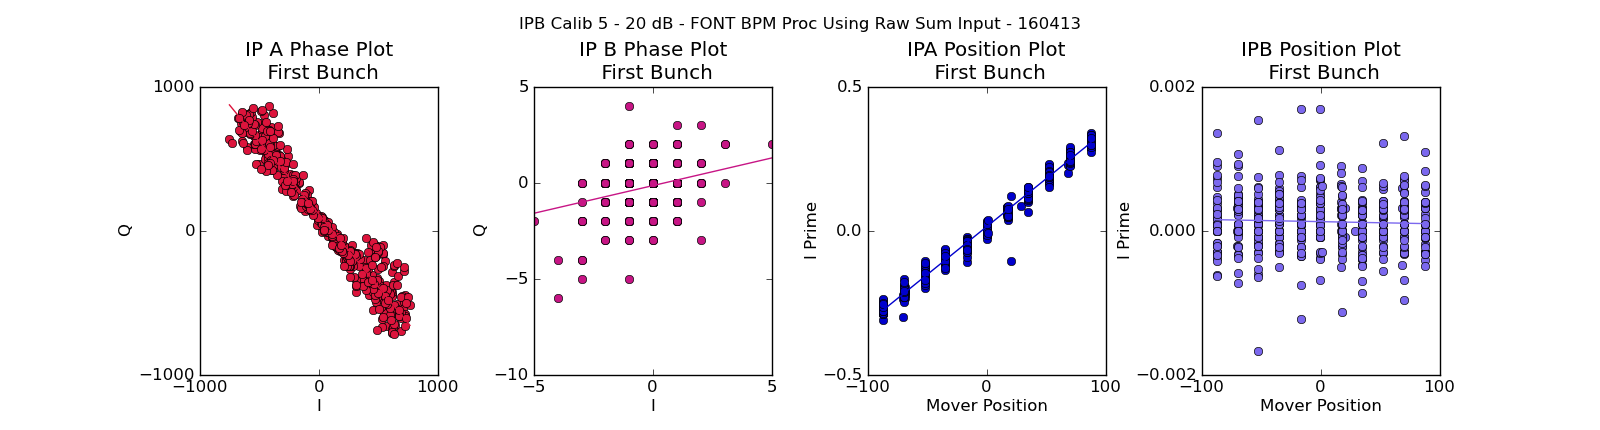 IPB Calib 5 - 20 dB - FONT BPM Proc Using Raw Sum Input - 160413
IP A Phase Plot
First Bunch
1000
0
−1000
−1000
0
1000
Q
I
IP B Phase Plot
First Bunch
5
0
−5
−10
−5
0
5
Q
I
IPA Position Plot
First Bunch
0.5
0.0
−0.5
−100
0
100
I Prime
Mover Position
IPB Position Plot
First Bunch
0.002
0.000
−0.002
−100
0
100
I Prime
Mover Position